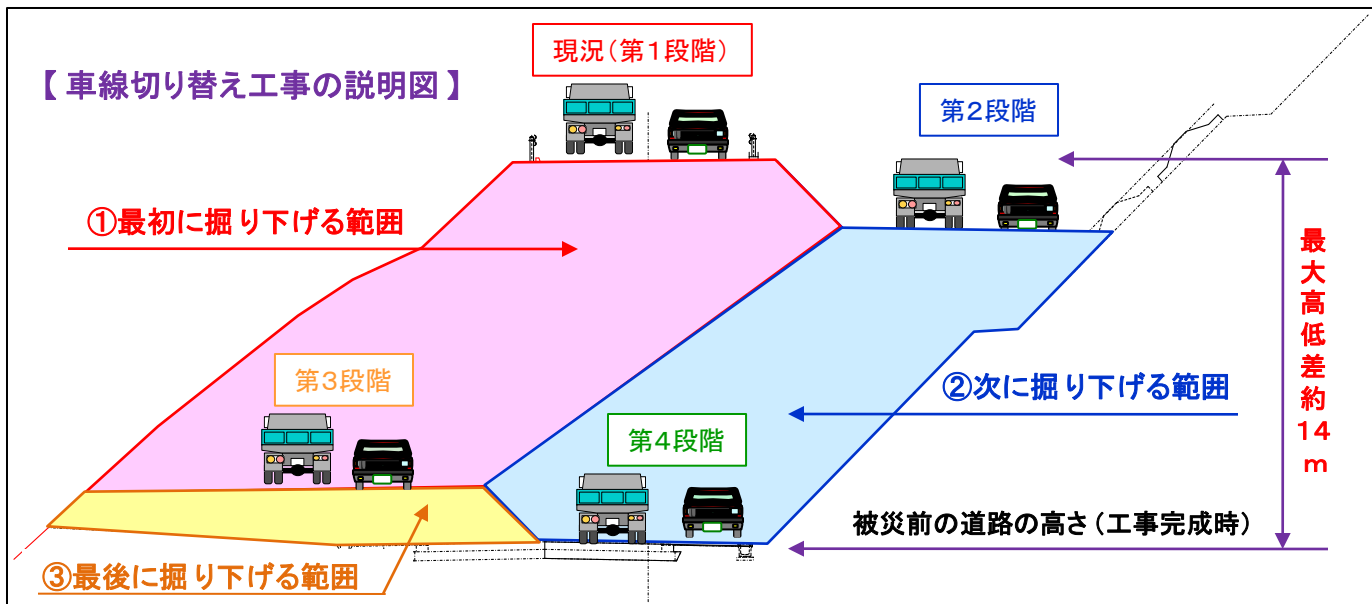 現況(第1段階)
【 車線切り替え工事の説明図 】
第2段階
①最初に掘り下げる範囲
最大高低差約14m
第3段階
②次に掘り下げる範囲
第4段階
被災前の道路の高さ(工事完成時)
③最後に掘り下げる範囲